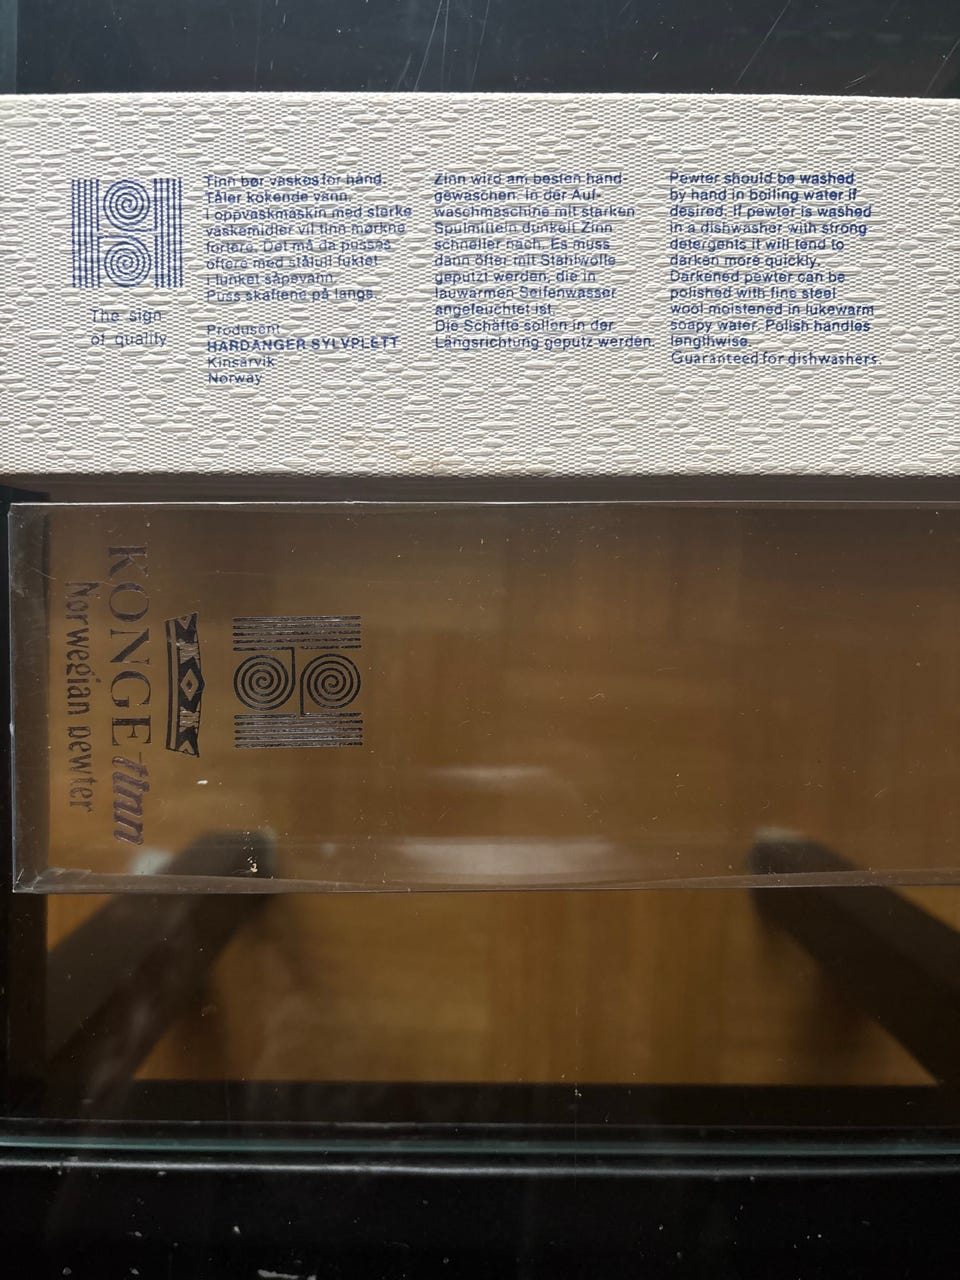 The sign
of quality
Tinn bør vaskes for hånd.
Tåler kokende vann.
I oppvaskmaskin med sterke
vaskemidler vil tinn mørkne
fortere. Det må da pusses
oftere med stålull fuktet
i lunket såpevann.
Puss skaftene på langs.
Produsent
HARDANGER SYLVPLETT
Kinsarvik
Norway
Zinn wird am besten hand-
gewaschen. In der Auf-
waschmaschine mit starken
Spülmitteln dunkelt Zinn
schneller nach. Es muss
dann öfter mit Stahlwolle
geputzt werden, die in
lauwarmen Seifenwasser
angefeuchtet ist.
Die Schäfte sollen in der
Längsrichtung geputz werden.
Pewter should be washed
by hand in boiling water if
desired. If pewter is washed
in a dishwasher with strong
detergents it will tend to
darken more quickly.
Darkened pewter can be
polished with fine steel
wool moistened in lukewarm
soapy water. Polish handles
lengthwise.
Guaranteed for dishwashers.
KONGE-tinn
Norwegian pewter